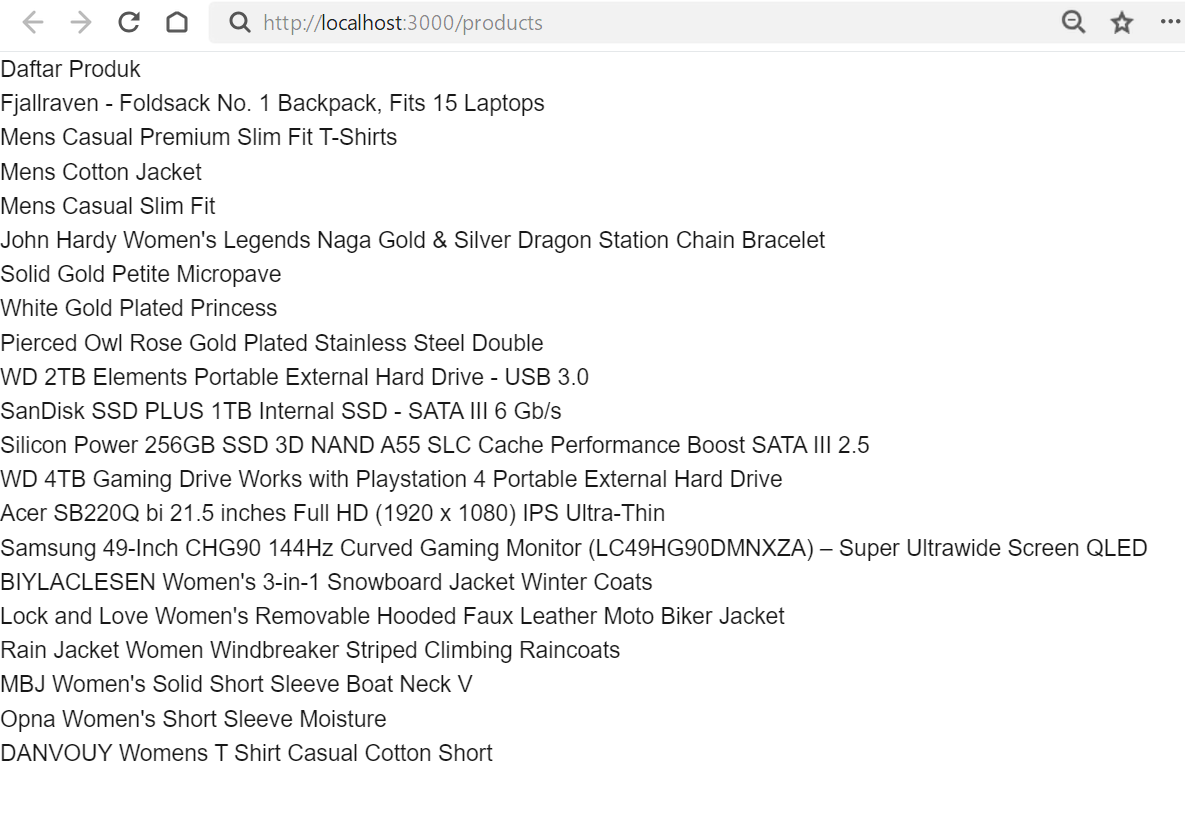 http://localhost:3000/products
Daftar Produk
Fjallraven - Foldsack No. 1 Backpack, Fits 15 Laptops
Mens Casual Premium Slim Fit T-Shirts
Mens Cotton Jacket
Mens Casual Slim Fit
John Hardy Women's Legends Naga Gold & Silver Dragon Station Chain Bracelet
Solid Gold Petite Micropave
White Gold Plated Princess
Pierced Owl Rose Gold Plated Stainless Steel Double
WD 2TB Elements Portable External Hard Drive - USB 3.0
SanDisk SSD PLUS 1TB Internal SSD - SATA III 6 Gb/s
Silicon Power 256GB SSD 3D NAND A55 SLC Cache Performance Boost SATA III 2.5
WD 4TB Gaming Drive Works with Playstation 4 Portable External Hard Drive
Acer SB220Q bi 21.5 inches Full HD (1920 x 1080) IPS Ultra-Thin
Samsung 49-Inch CHG90 144Hz Curved Gaming Monitor (LC49HG90DMNXZA) – Super Ultrawide Screen QLED
BIYLACLESEN Women's 3-in-1 Snowboard Jacket Winter Coats
Lock and Love Women's Removable Hooded Faux Leather Moto Biker Jacket
Rain Jacket Women Windbreaker Striped Climbing Raincoats
MBJ Women's Solid Short Sleeve Boat Neck V
Opna Women's Short Sleeve Moisture
DANVOUY Womens T Shirt Casual Cotton Short